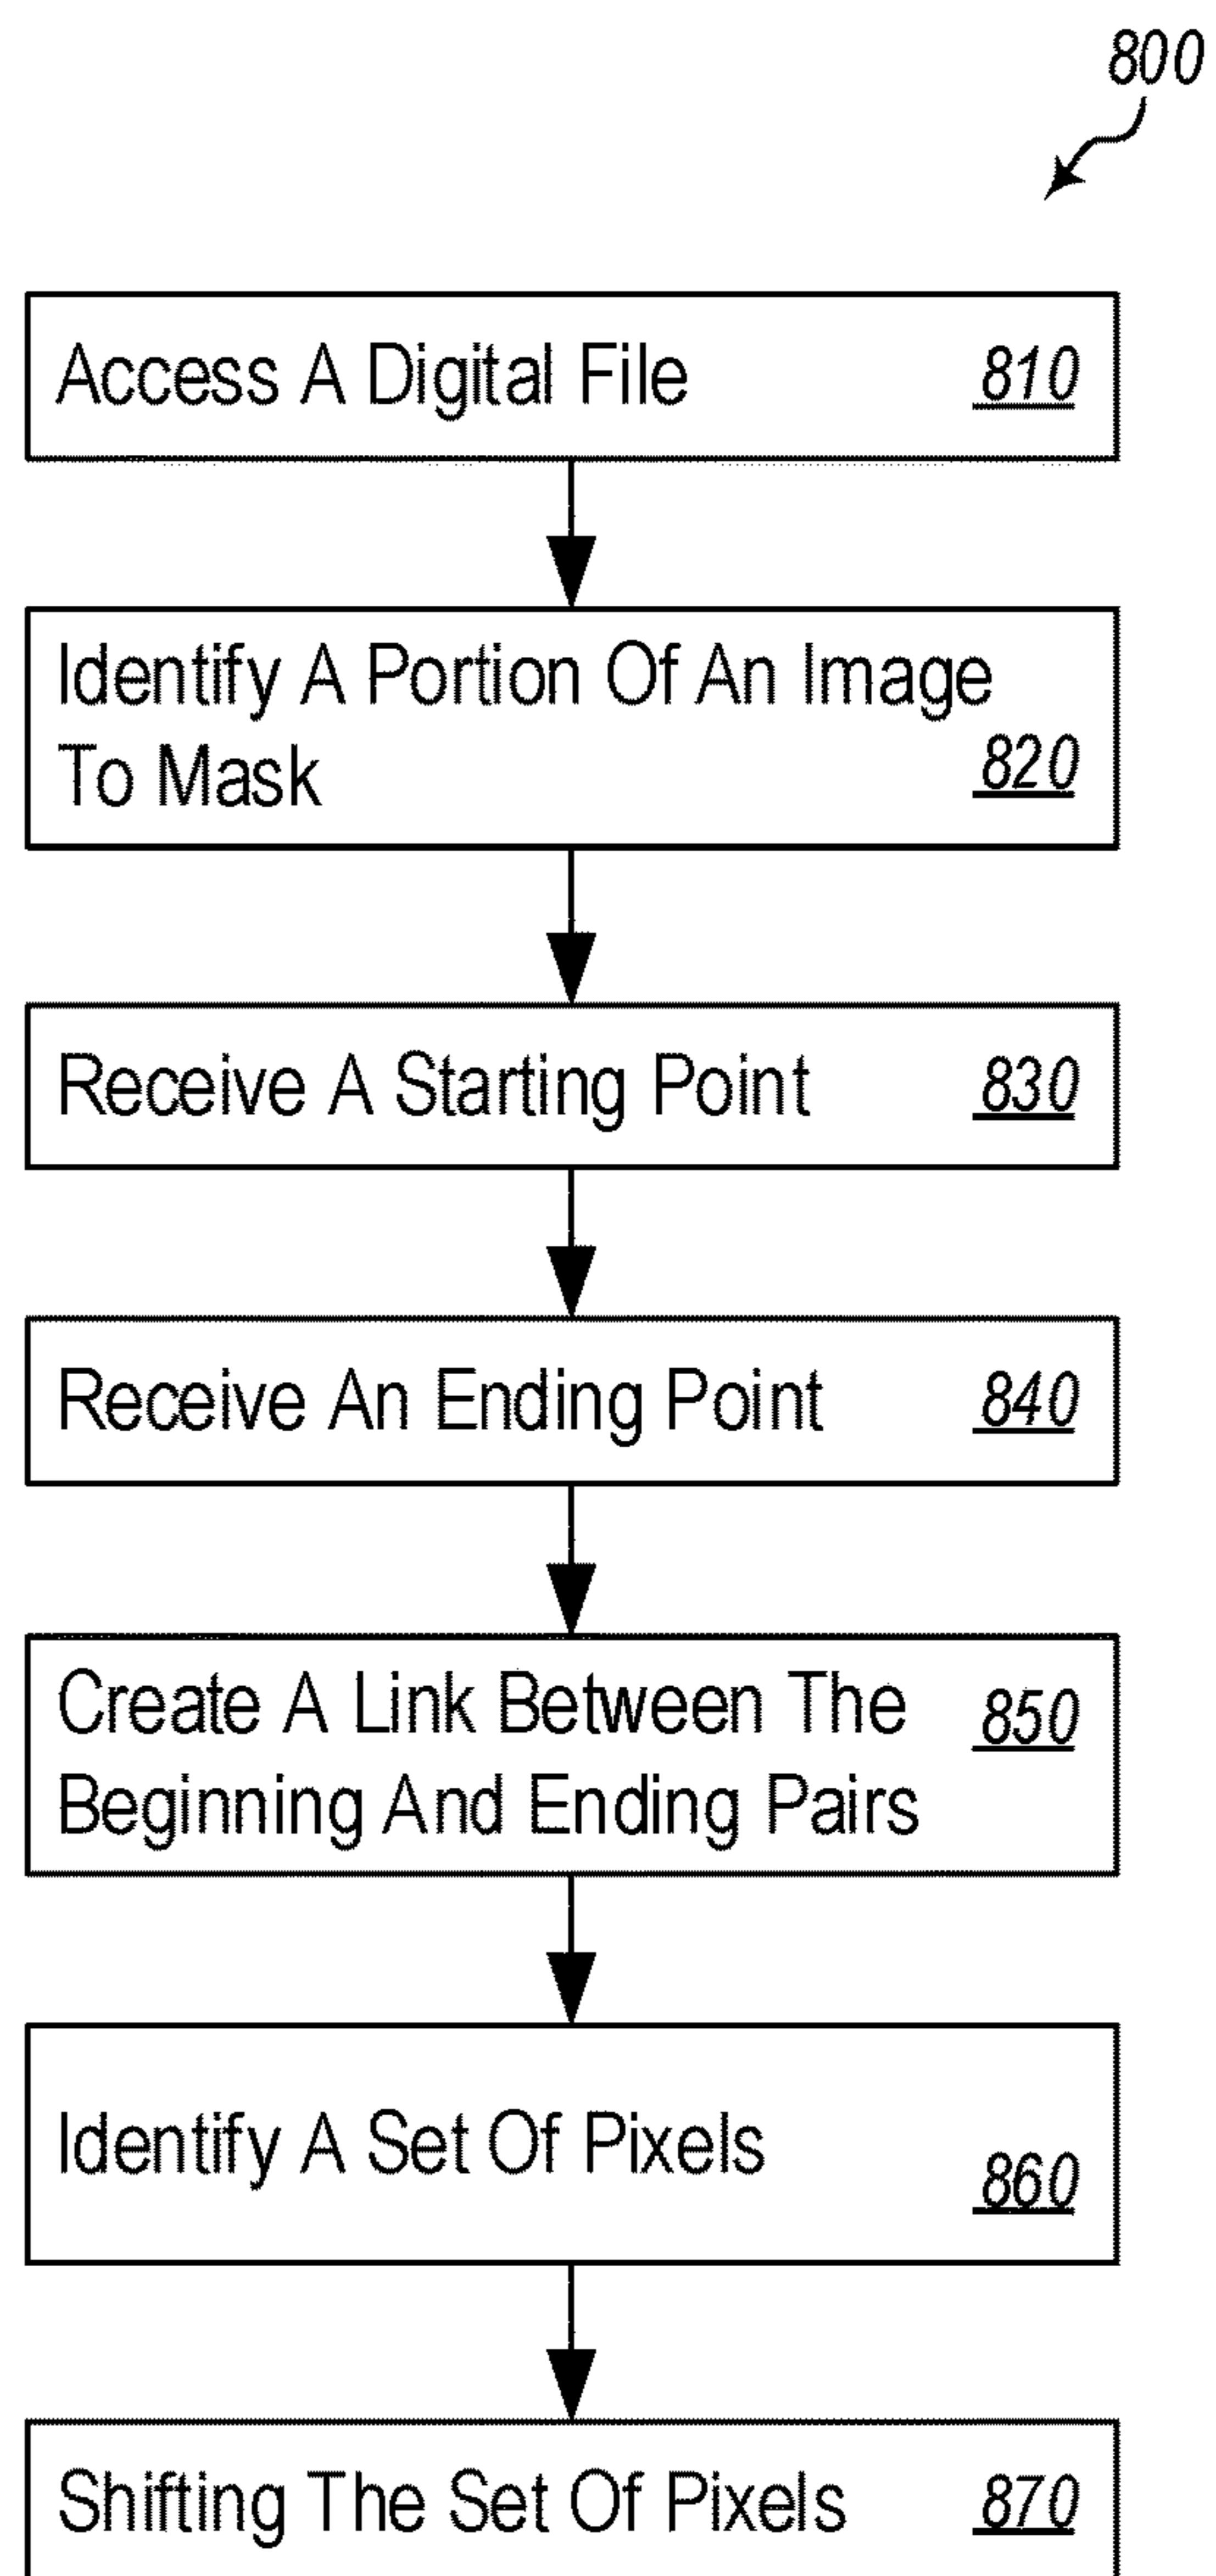 800
Access A Digital File 810
Identify A Portion Of An Image
To Mask 820
Receive A Starting Point 830
Receive An Ending Point 840
Create A Link Between The 850
Beginning And Ending Pairs
Identify A Set Of Pixels 860
Shifting The Set Of Pixels 870